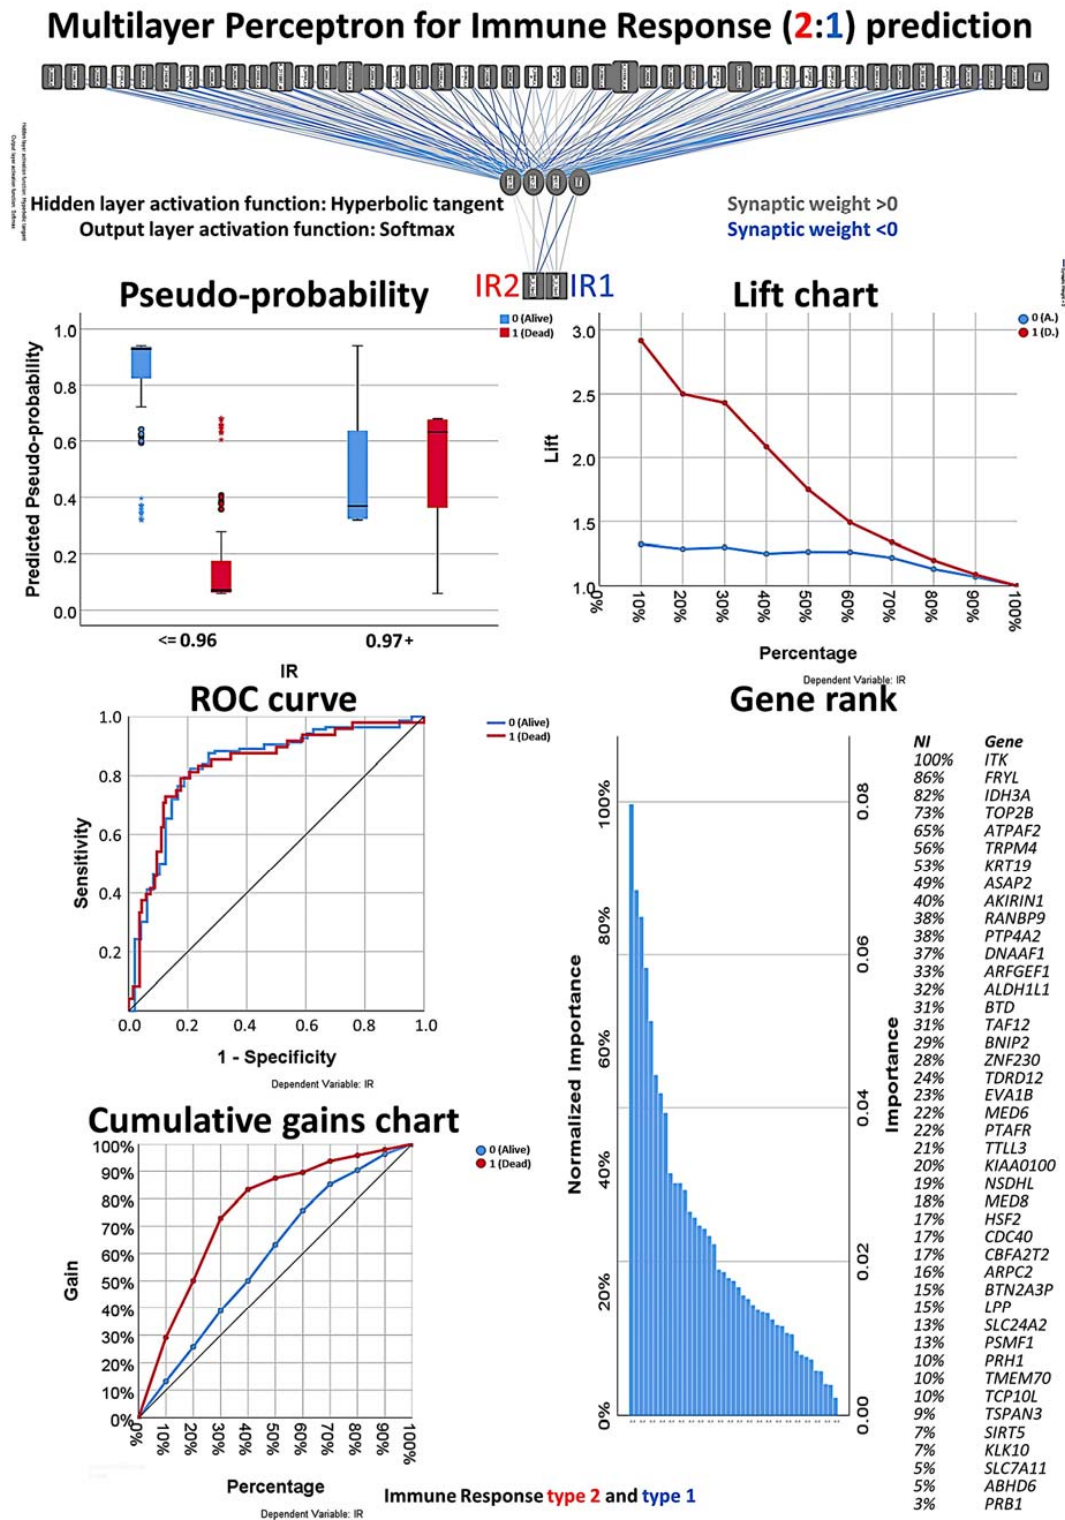 Multilayer Perceptron for Immune Response (2:1) prediction
Hidden layer activation function: Hyperbolic tangent
Output layer activation function: Softmax
Hidden layer activation function: Hyperbolic tangent
Output layer activation function: Softmax
Synaptic weight >0
Synaptic weight <0
IR2
IR1
Pseudo-probability
0 (Alive)
1 (Dead)
Predicted Pseudo-probability
1.0
0.8
0.6
0.4
0.2
0.0
<= 0.96
0.97+
IR
Lift chart
0 (A.)
1 (D.)
Lift
3.0
2.5
2.0
1.5
1.0
0%
10%
20%
30%
40%
50%
60%
70%
80%
90%
100%
Percentage
Dependent Variable: IR
ROC curve
0 (Alive)
1 (Dead)
Sensitivity
1.0
0.8
0.6
0.4
0.2
0.0
0.2
0.4
0.6
0.8
1.0
1 - Specificity
Dependent Variable: IR
Cumulative gains chart
0 (Alive)
1 (Dead)
Gain
100%
90%
80%
70%
60%
50%
40%
30%
20%
10%
0%
0%
10%
20%
30%
40%
50%
60%
70%
80%
90%
100%
Percentage
Dependent Variable: IR
Gene rank
Normalized Importance
100%
80%
60%
40%
20%
0%
Importance
0.08
0.06
0.04
0.02
0.00
NI Gene
100% ITK
86% FRYL
82% IDH3A
73% TOP2B
65% ATPAF2
56% TRPM4
53% KRT19
49% ASAP2
40% AKIRIN1
38% RANBP9
38% PTP4A2
37% DNAAF1
33% ARFGEF1
32% ALDH1L1
31% BTD
31% TAF12
29% BNIP2
28% ZNF230
24% TDRD12
23% EVA1B
22% MED6
22% PTAFR
21% TTLL3
20% KIAA0100
19% NSDHL
18% MED8
17% HSF2
17% CDC40
17% CBFA2T2
16% ARPC2
15% BTN2A3P
15% LPP
13% SLC24A2
13% PSMF1
10% PRH1
10% TMEM70
10% TCP10L
9% TSPAN3
7% SIRT5
7% KLK10
5% SLC7A11
5% ABHD6
3% PRB1
Immune Response type 2 and type 1